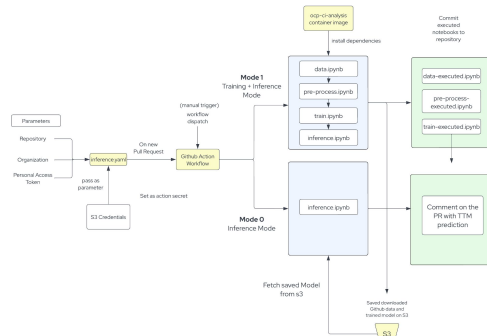 ocp-ci-analysis
container image
install dependencies
Commit
executed
notebooks to
repository
Mode 1
Training + Inference
Mode
data.ipynb
pre-process.ipynb
train.ipynb
inference.ipynb
data-executed.ipynb
pre-process-
executed.ipynb
train-executed.ipynb
(manual trigger)
workflow
dispatch
Parameters
Repository
Organization
Personal Access
Token
inference.yaml
On new
Pull Request
Github Action
Workflow
pass as
parameter
S3 Credentials
Set as action secret
Mode 0
Inference Mode
inference.ipynb
Comment on the
PR with TTM
prediction
Fetch saved Model
from s3
Saved downloaded
Github data and
trained model on S3
S3